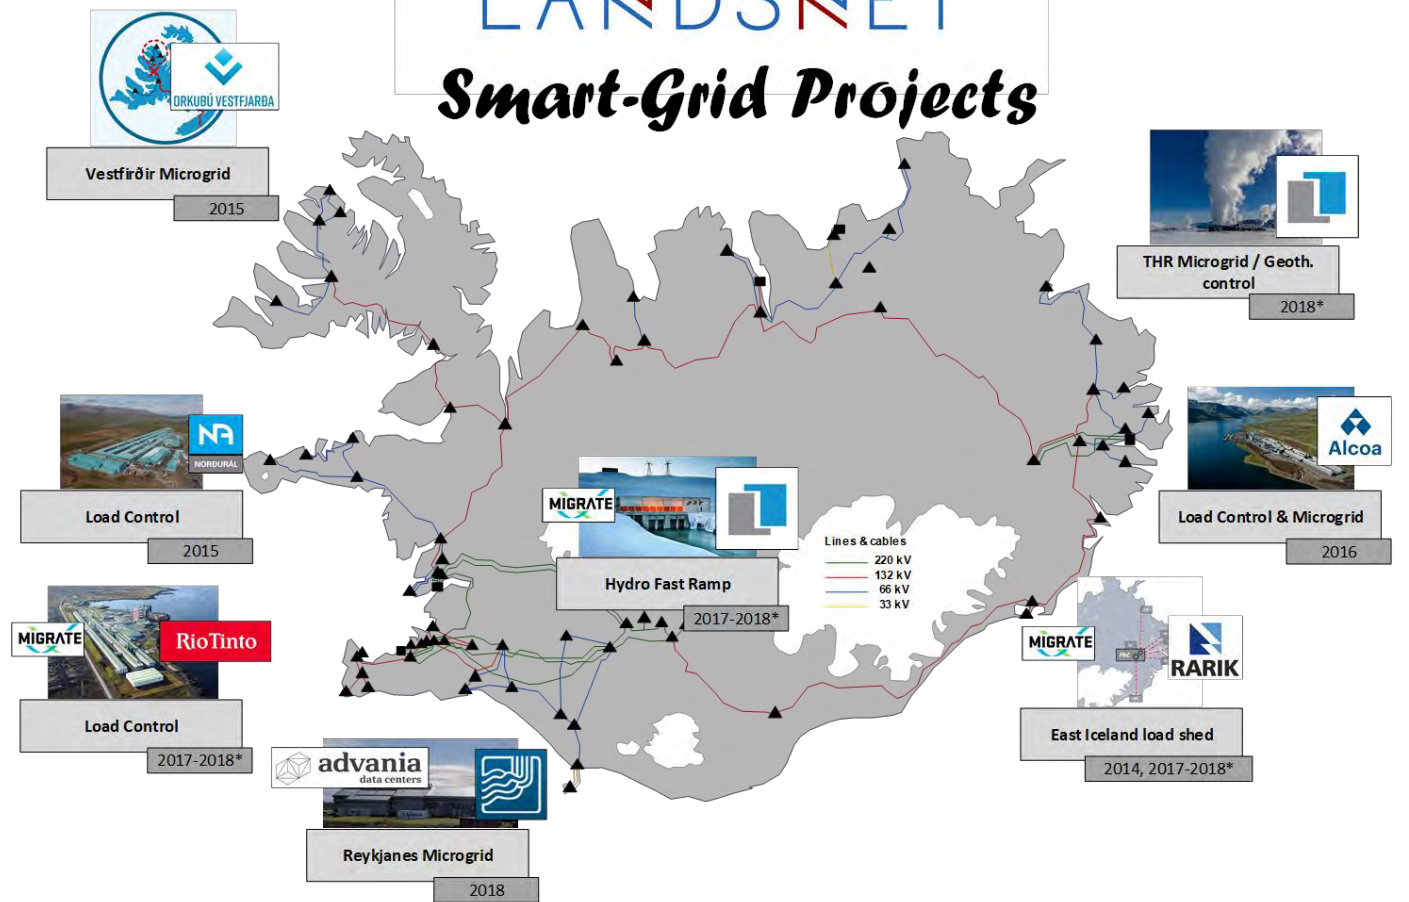 LANDSNET
Smart-Grid Projects
ORKUBÚ VESTFJARÐA
Vestfirðir Microgrid
2015
THR Microgrid / Geoth.
control
2018*
NA
NORÐURÁL
Load Control
2015
Alcoa
Load Control & Microgrid
2016
MIGRATE
Hydro Fast Ramp
2017-2018*
Lines & cables
220 kV
132 kV
66 kV
33 kV
MIGRATE
RioTinto
Load Control
2017-2018*
MIGRATE
RARIK
East Iceland load shed
2014, 2017-2018*
advania
data centers
Reykjanes Microgrid
2018